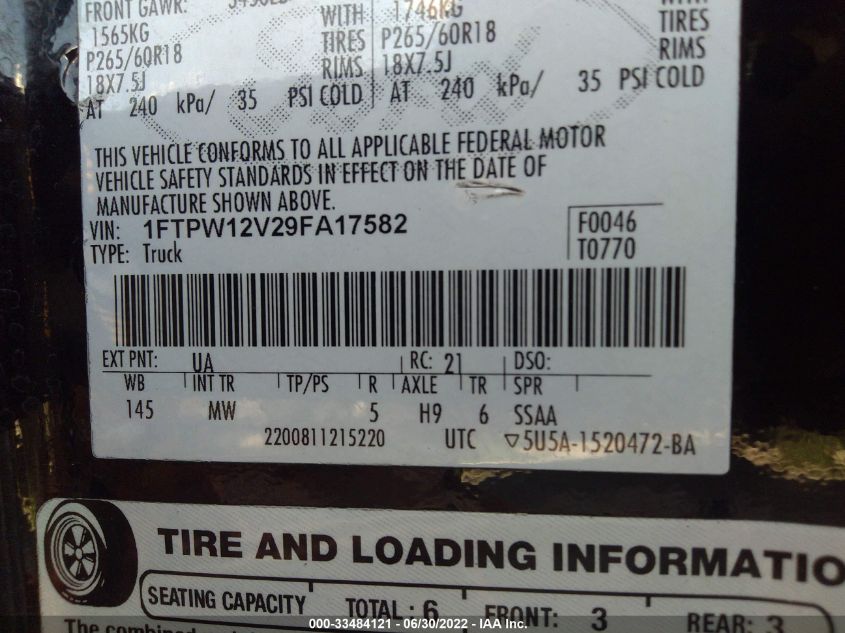 FRONT GAWR:
1565KG WITH 1746KG WITH
P265/60R18 TIRES P265/60R18 TIRES
18X7.5J RIMS 18X7.5J RIMS
AT 240 kPa/ 35 PSI COLD AT 240 kPa/ 35 PSI COLD
THIS VEHICLE CONFORMS TO ALL APPLICABLE FEDERAL MOTOR
VEHICLE SAFETY STANDARDS IN EFFECT ON THE DATE OF
MANUFACTURE SHOWN ABOVE.
VIN: 1FTPW12V29FA17582 F0046
TYPE: Truck T0770
EXT PNT: UA RC: 21 DSO:
WB INT TR TP/PS R AXLE TR SPR
145 MW 5 H9 6 SSAA
2200811215220 UTC ▽5U5A-1520472-BA
TIRE AND LOADING INFORMATIO
SEATING CAPACITY TOTAL : 6 FRONT: 3 REAR: 3
The combined
000-33484121 - 06/30/2022 - IAA Inc.